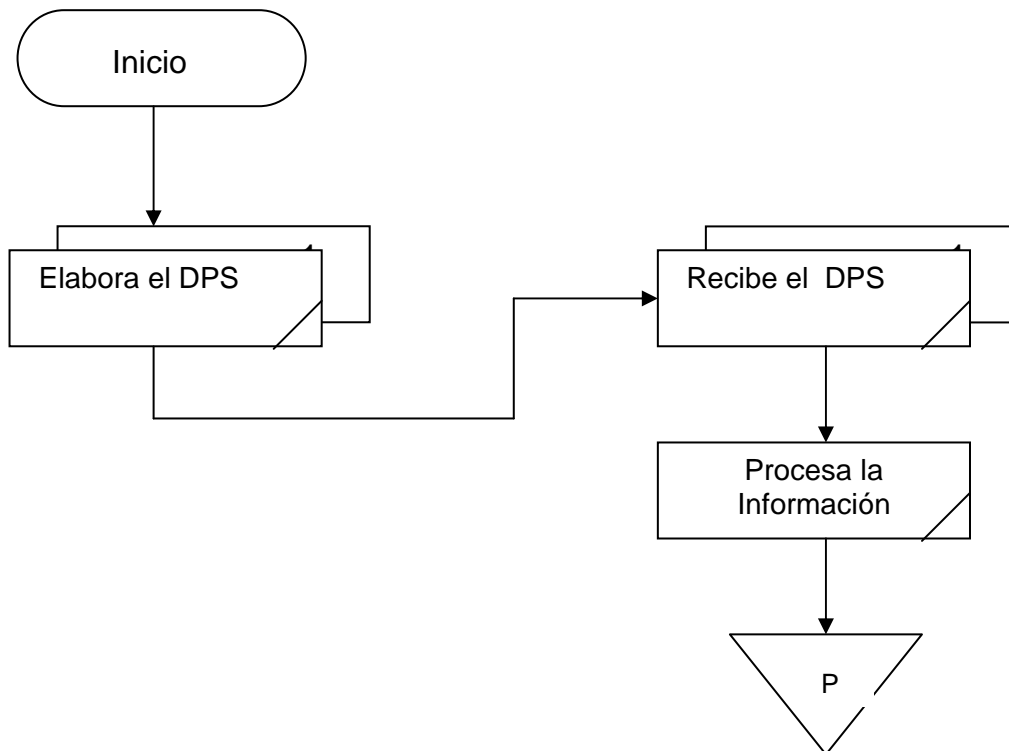 Inicio
Elabora el DPS
Recibe el  DPS
Procesa la
Información
P